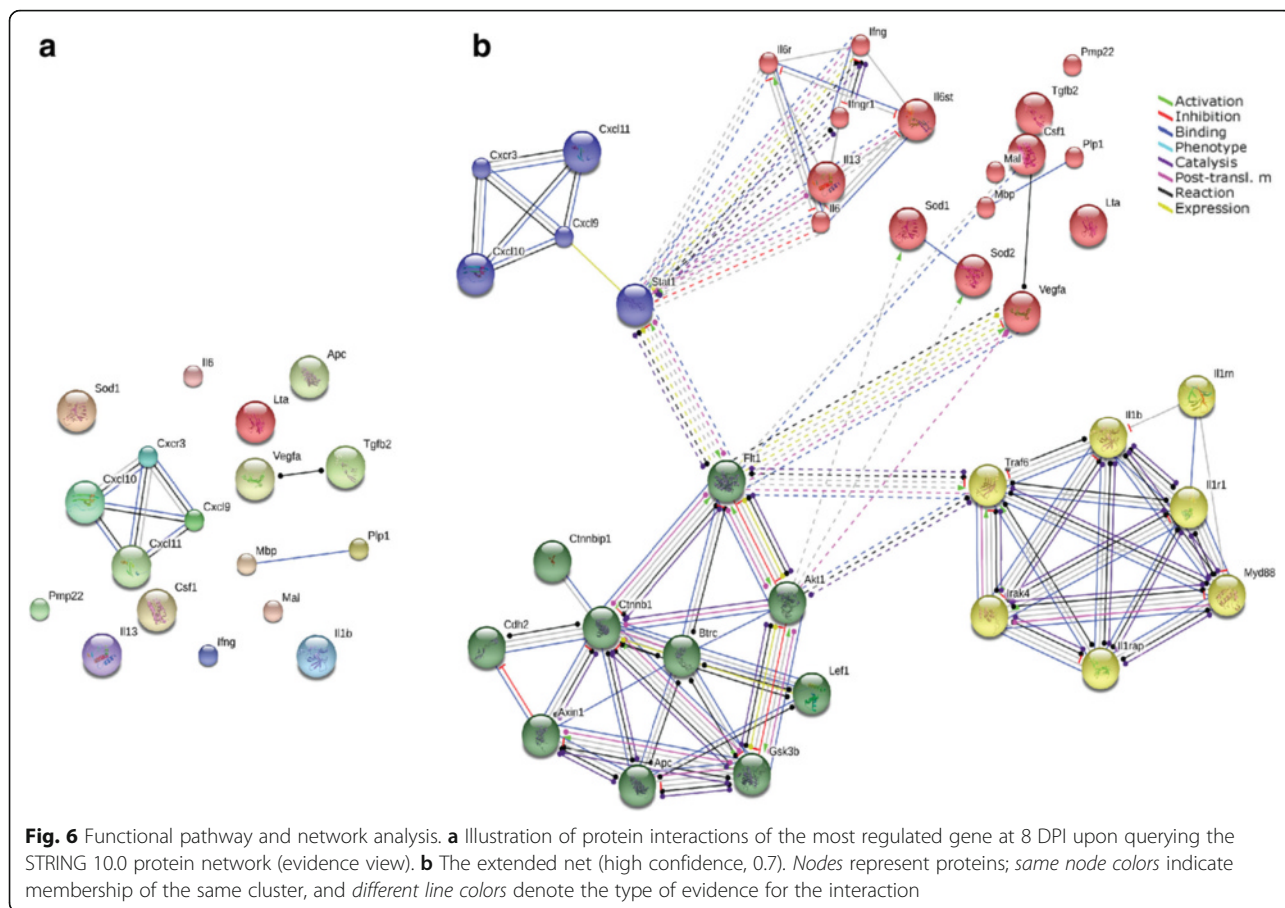 a
b
Il6
Apc
Sod1
Lta
Cxcr3
Vegfa
Tgfb2
Cxcl10
Cxcl9
Cxcl11
Mbp
Plp1
Csf1
Pmp22
Mal
Il13
Ifng
Il1b
Ifng
Il6r
Pmp22
Ifngr1
Il6st
Tgfb2
Csf1
Plp1
Mal
Mbp
Il13
Il6
Sod1
Lta
Sod2
Vegfa
Cxcl11
Cxcr3
Cxcl9
Cxcl10
Stat1
Activation
Inhibition
Binding
Phenotype
Catalysis
Post-transl. m
Reaction
Expression
Il1rn
Il1b
Flt1
Traf6
Il1r1
Myd88
Irak4
Il1rap
Ctnnbip1
Akt1
Ctnnb1
Cdh2
Btrc
Lef1
Axin1
Gsk3b
Apc
Fig. 6 Functional pathway and network analysis. a Illustration of protein interactions of the most regulated gene at 8 DPI upon querying the
STRING 10.0 protein network (evidence view). b The extended net (high confidence, 0.7). Nodes represent proteins; same node colors indicate
membership of the same cluster, and different line colors denote the type of evidence for the interaction